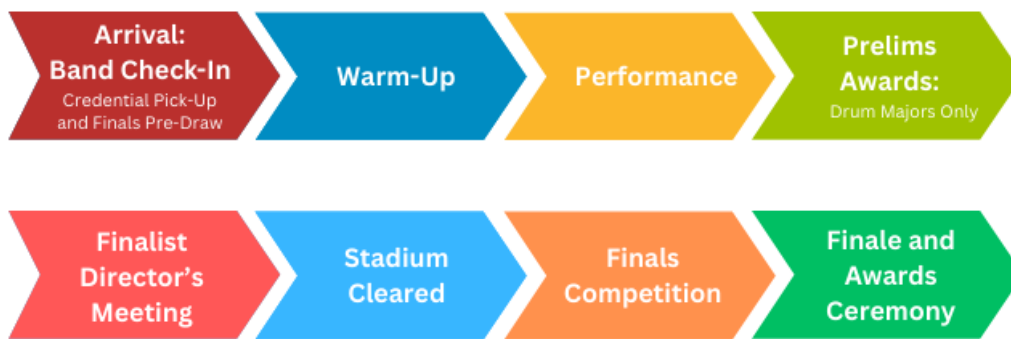 Arrival:
Band Check-In
Credential Pick-Up
and Finals Pre-Draw
Warm-Up
Performance
Prelims
Awards:
Drum Majors Only
Finalist
Director's
Meeting
Stadium
Cleared
Finals
Competition
Finale and
Awards
Ceremony